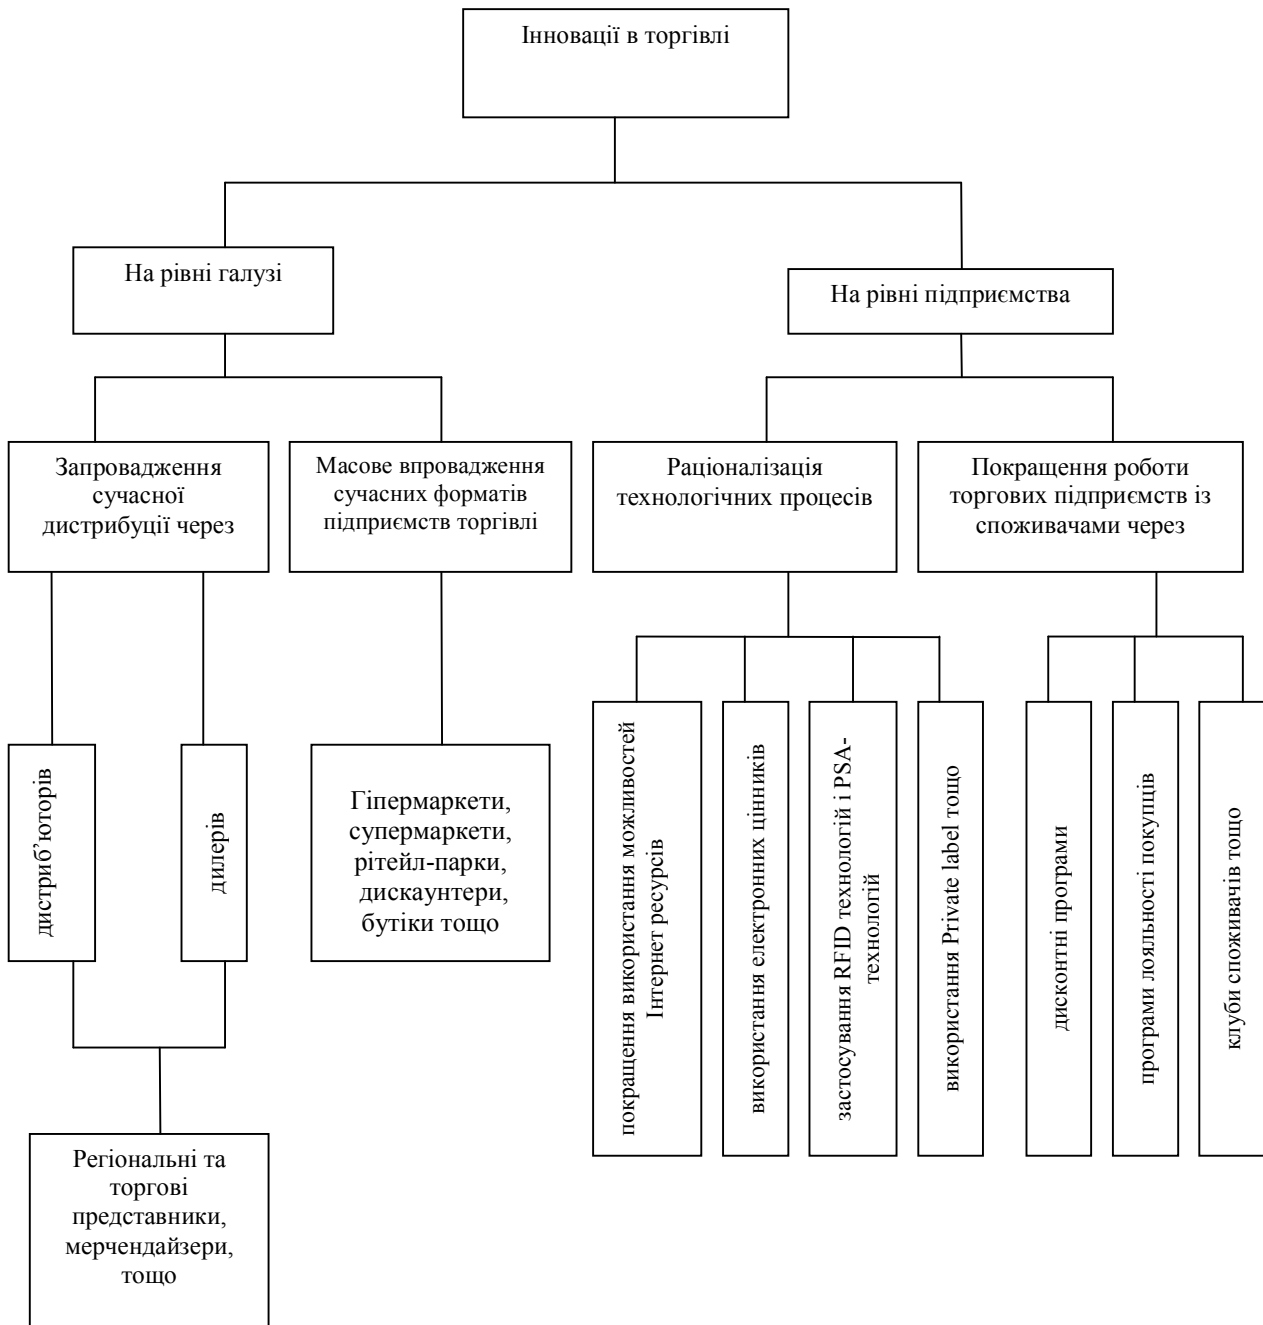 Інновації в торгівлі
На рівні галузі
На рівні підприємства
Запровадження
сучасної
дистрибуції через
Масове впровадження
сучасних форматів
підприємств торгівлі
Раціоналізація
технологічних процесів
Покращення роботи
торгових підприємств із
споживачами через
дистриб’юторів
дилерів
Гіпермаркети,
супермаркети,
рітейл-парки,
дискаунтери,
бутіки тощо
покращення використання можливостей
Інтернет ресурсів
використання електронних цінників
застосування RFID технологій і PSA-
технологій
використання Private label тощо
дисконтні програми
програми лояльності покупців
клуби споживачів тощо
Регіональні та
торгові
представники,
мерчендайзери,
тощо